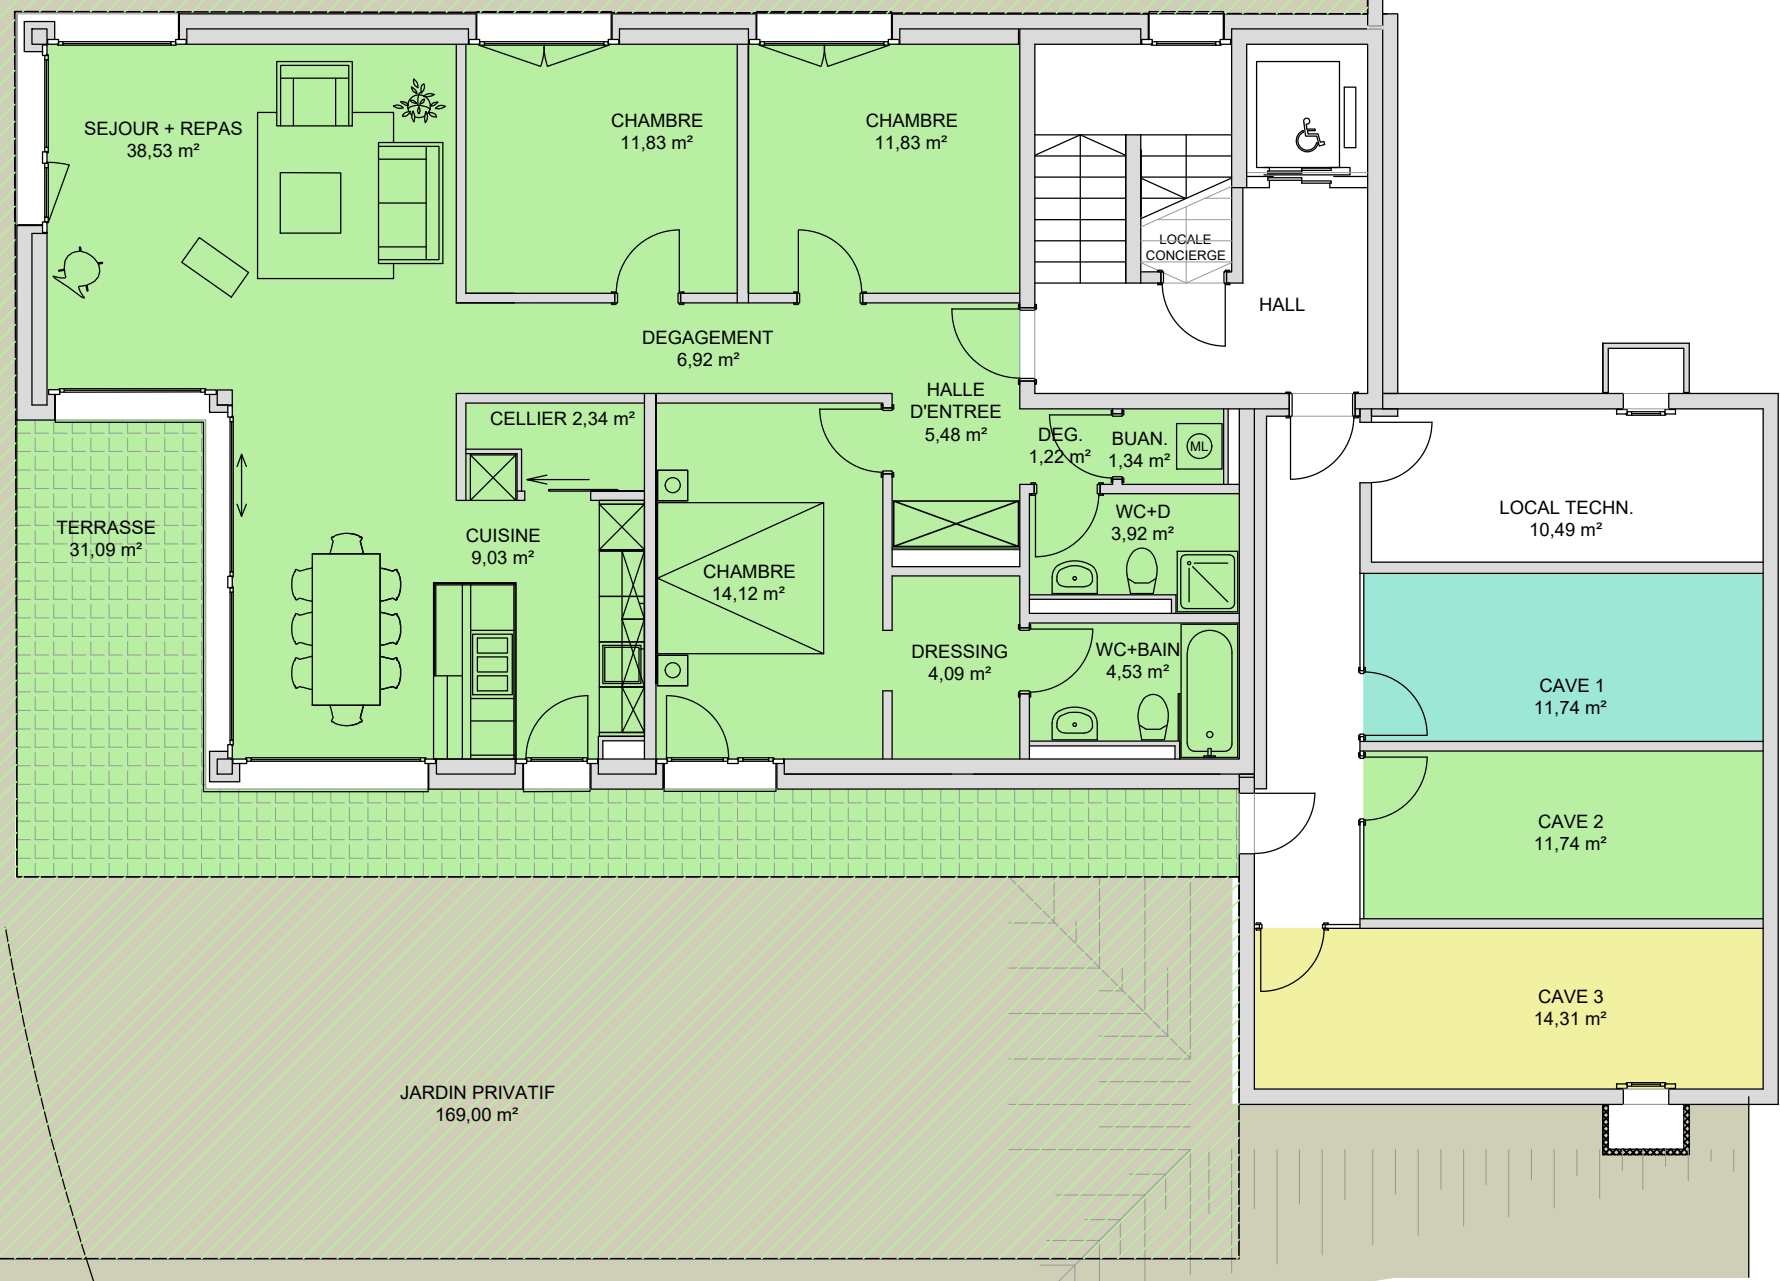 SEJOUR + REPAS
38,53 m²
CHAMBRE
11,83 m²
CHAMBRE
11,83 m²
LOCALE
CONCIERGE
HALL
DEGAGEMENT
6,92 m²
HALLE
D'ENTREE
5,48 m²
CELLIER 2,34 m²
DEG.
1,22 m²
BUAN.
1,34 m²
ML
TERRASSE
31,09 m²
CUISINE
9,03 m²
CHAMBRE
14,12 m²
WC+D
3,92 m²
LOCAL TECHN.
10,49 m²
DRESSING
4,09 m²
WC+BAIN
4,53 m²
CAVE 1
11,74 m²
CAVE 2
11,74 m²
CAVE 3
14,31 m²
JARDIN PRIVATIF
169,00 m²